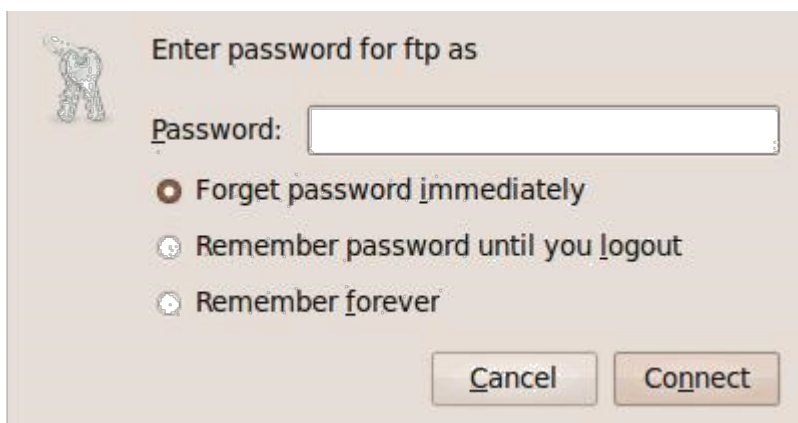 Enter password for ftp as
Password:
Forget password immediately
Remember password until you logout
Remember forever
Cancel Connect